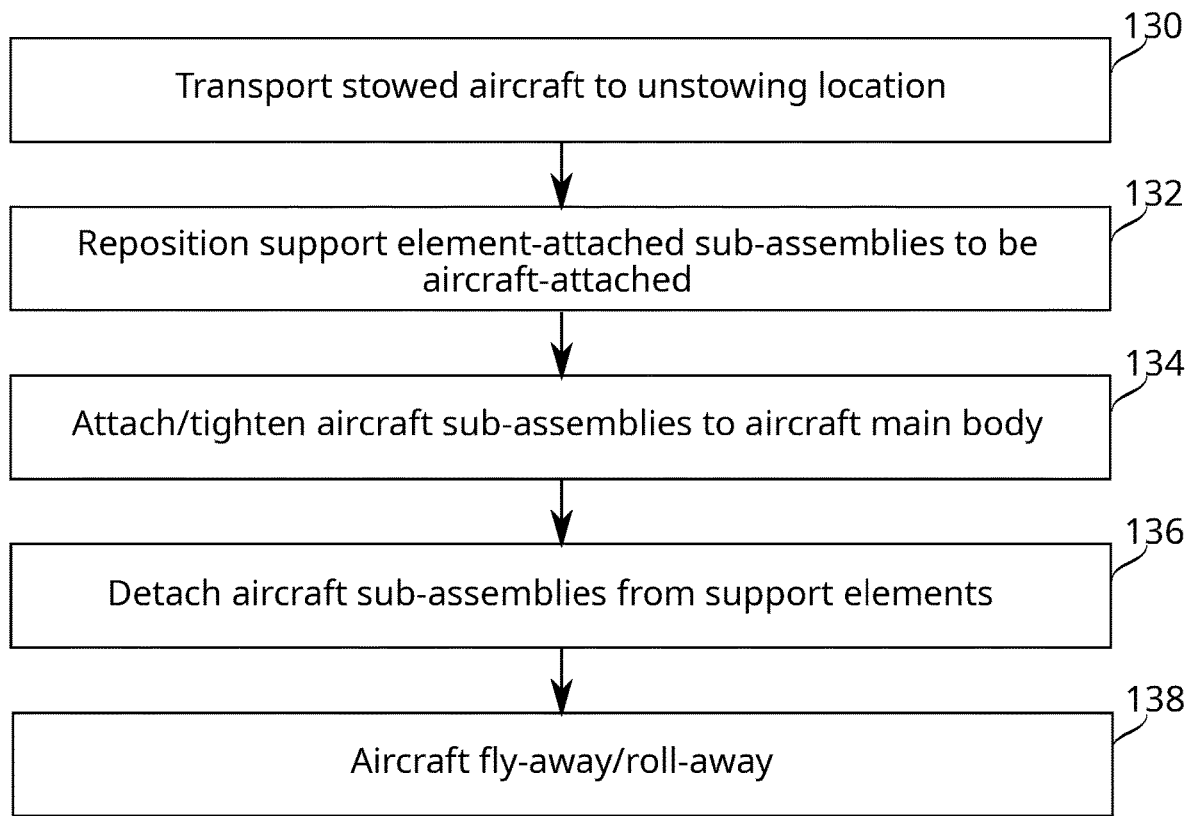 130
Transport stowed aircraft to unstowing location
132
Reposition support element-attached sub-assemblies to be
aircraft-attached
134
Attach/tighten aircraft sub-assemblies to aircraft main body
136
Detach aircraft sub-assemblies from support elements
138
Aircraft fly-away/roll-away